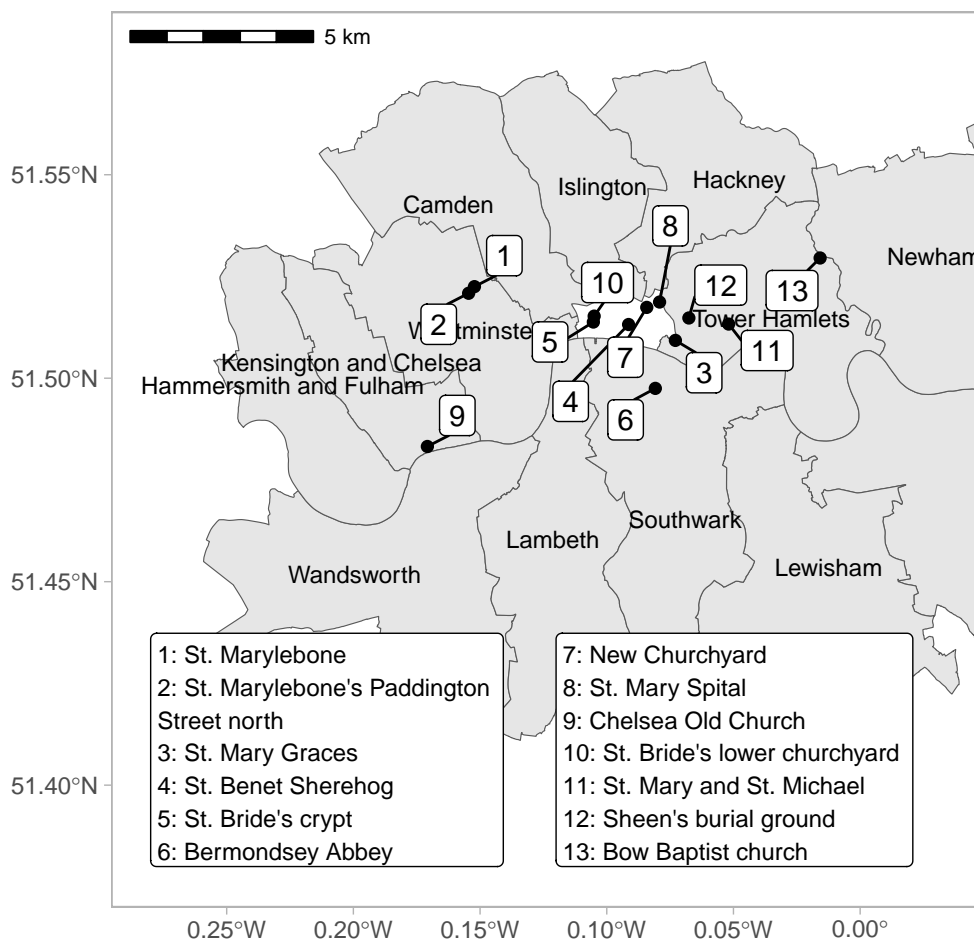 5 km
51.55°N
51.50°N
51.45°N
51.40°N
Hackney
Islington
Camden
8
Newham
1
10
12
13
2
Westminster
Tower Hamlets
5
7
11
Kensington and Chelsea
3
Hammersmith and Fulham
4
9
6
Southwark
Lambeth
Lewisham
Wandsworth
1: St. Marylebone
2: St. Marylebone's Paddington
Street north
3: St. Mary Graces
4: St. Benet Sherehog
5: St. Bride's crypt
6: Bermondsey Abbey
7: New Churchyard
8: St. Mary Spital
9: Chelsea Old Church
10: St. Bride's lower churchyard
11: St. Mary and St. Michael
12: Sheen's burial ground
13: Bow Baptist church
0.25°W
0.20°W
0.15°W
0.10°W
0.05°W
0.00°